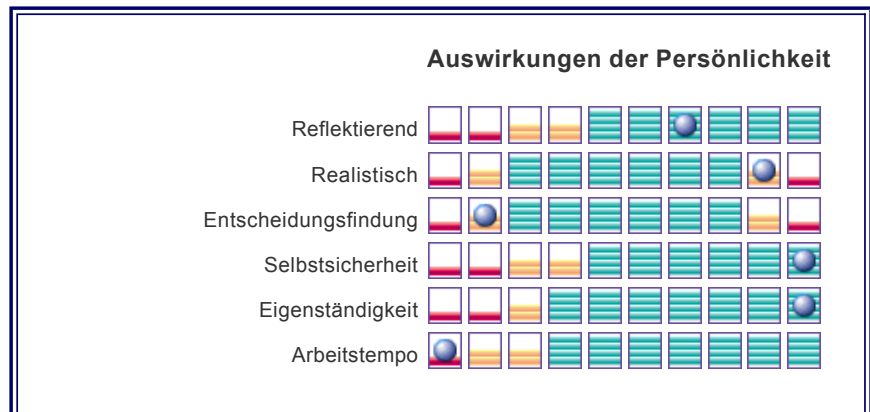 Auswirkungen der Persönlichkeit
Reflektierend
Realistisch
Entscheidungsfindung
Selbstsicherheit
Eigenständigkeit
Arbeitstempo